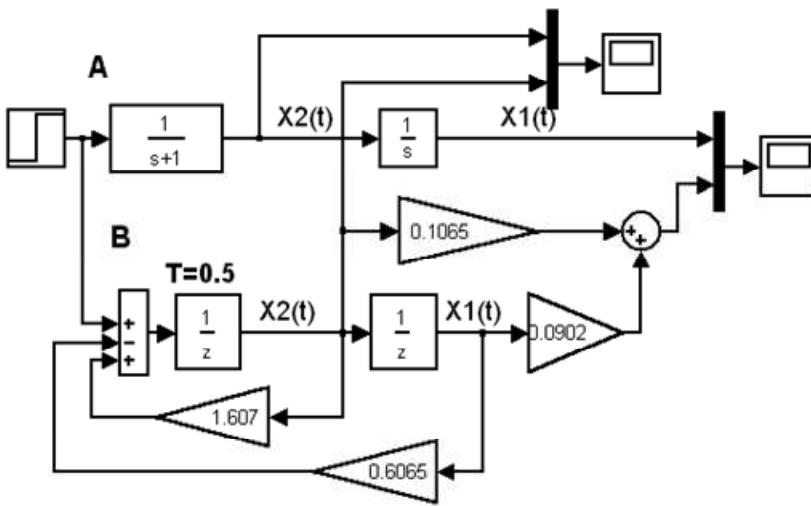 A
1
s+1
X2(t)
1
s
X1(t)
B
0.1065
+
+
T=0.5
+
−
+
1
z
X2(t)
1
z
X1(t)
0.0902
1.607
0.6065